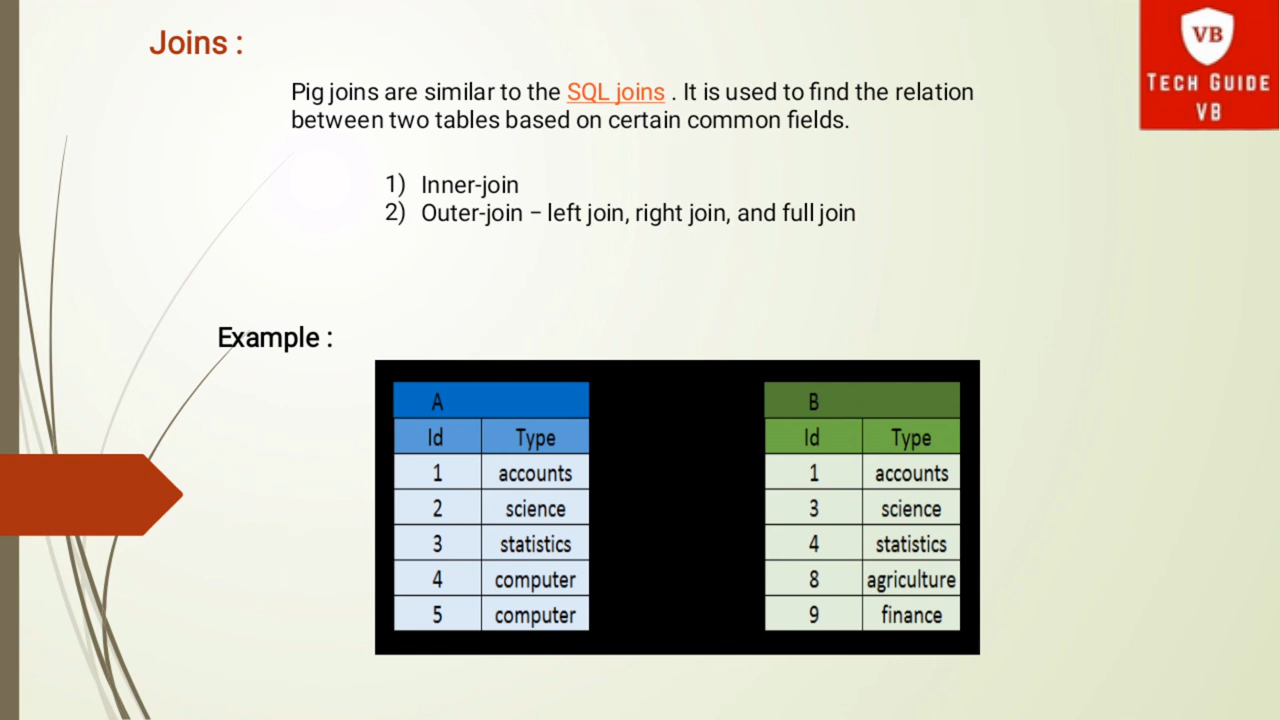 Joins :
VB
TECH GUIDE
VB
Pig joins are similar to the SQL joins . It is used to find the relation
between two tables based on certain common fields.
1) Inner-join
2) Outer-join – left join, right join, and full join
Example :
A
Id Type
1 accounts
2 science
3 statistics
4 computer
5 computer
B
Id Type
1 accounts
3 science
4 statistics
8 agriculture
9 finance